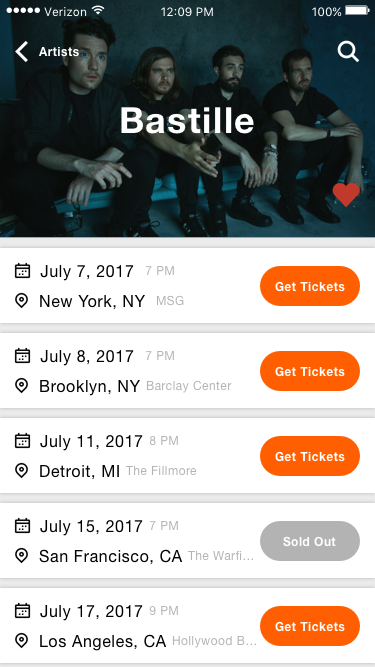 Verizon 12:09 PM 100%
Artists
Bastille
July 7, 2017 7 PM
New York, NY MSG
Get Tickets
July 8, 2017 7 PM
Brooklyn, NY Barclay Center
Get Tickets
July 11, 2017 8 PM
Detroit, MI The Fillmore
Get Tickets
July 15, 2017 7 PM
San Francisco, CA The Warfi...
Sold Out
July 17, 2017 9 PM
Los Angeles, CA Hollywood B...
Get Tickets